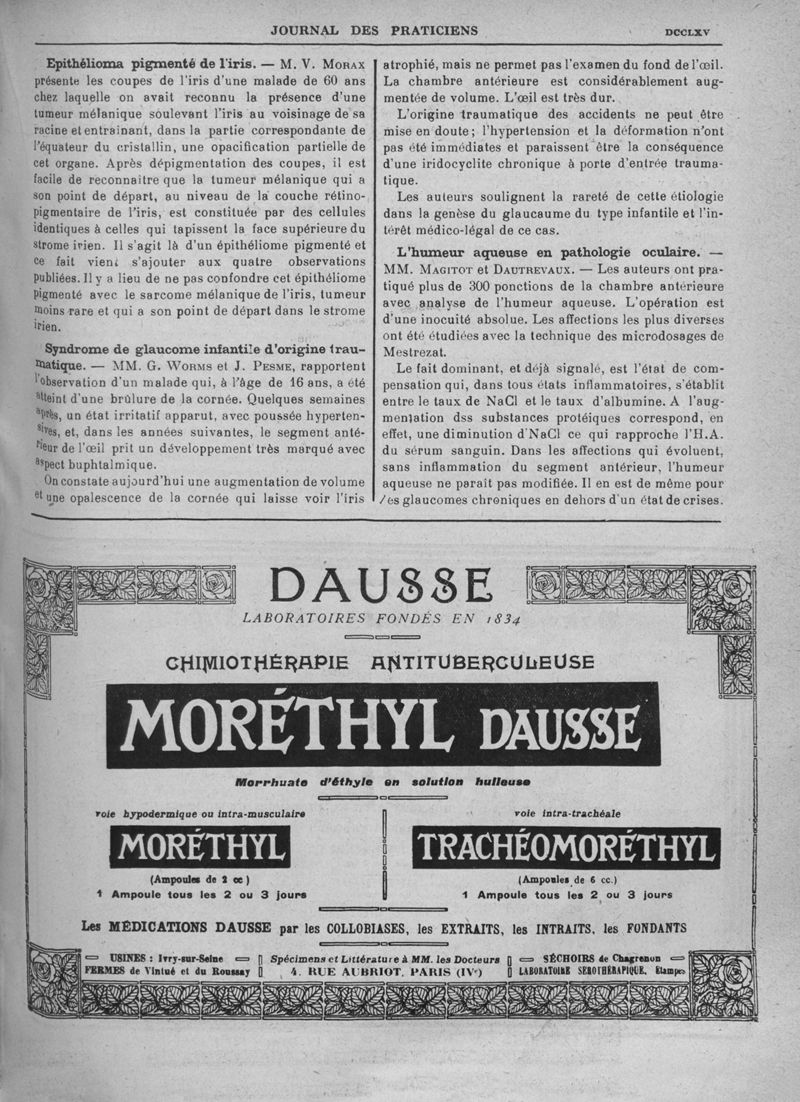 JOURNAL DES PRATICIENS
DCCLXV
Epithélioma pigmenté de l'iris. — M. V. MORAX
présente les coupes de l'iris d'une malade de 60 ans
chez laquelle on avait reconnu la présence d'une
tumeur mélanique soulevant l'iris au voisinage de sa
racine et entrainant, dans la partie correspondante de
l'équateur du cristallin, une opacification partielle de
cet organe. Après dépigmentation des coupes, il est
facile de reconnaitre que la tumeur mélanique qui a
son point de départ, au niveau de la couche rétino-
pigmentaire de l'iris, est constituée par des cellules
identiques à celles qui tapissent la face supérieure du
strome irien. Il s'agit là d'un épithéliome pigmenté et
ce fait vient s'ajouter aux quatre observations
publiées. Il y a lieu de ne pas confondre cet épithéliome
pigmenté avec le sarcome mélanique de l'iris, tumeur
moins rare et qui a son point de départ dans le strome
irien.
Syndrome de glaucome infantile d'origine trau-
matique. — MM. G. WORMS et J. PESME, rapportent
l'observation d'un malade qui, à l'âge de 16 ans, a été
atteint d'une brûlure de la cornée. Quelques semaines
après, un état irritatif apparut, avec poussée hyperten-
sives, et, dans les années suivantes, le segment anté-
rieur de l'œil prit un développement très marqué avec
aspect buphtalmique.
On constate aujourd'hui une augmentation de volume
et une opalescence de la cornée qui laisse voir l'iris
atrophié, mais ne permet pas l'examen du fond de l'œil.
La chambre antérieure est considérablement aug-
mentée de volume. L'œil est très dur.
L'origine traumatique des accidents ne peut être
mise en doute ; l'hypertension et la déformation n'ont
pas été immédiates et paraissent être la conséquence
d'une iridocyclite chronique à porte d'entrée trauma-
tique.
Les auteurs soulignent la rareté de cette étiologie
dans la genèse du glaucaume du type infantile et l'in-
térêt médico-légal de ce cas.
L'humeur aqueuse en pathologie oculaire. —
MM. MAGITOT et DAUTREVAUX. — Les auteurs ont pra-
tiqué plus de 300 ponctions de la chambre antérieure
avec analyse de l'humeur aqueuse. L'opération est
d'une inocuité absolue. Les affections les plus diverses
ont été étudiées avec la technique des microdosages de
Mestrezat.
Le fait dominant, et déjà signalé, est l'état de com-
pensation qui, dans tous états inflammatoires, s'établit
entre le taux de NaCl et le taux d'albumine. A l'aug-
mentation dss substances protéiques correspond, en
effet, une diminution d'NaCl ce qui rapproche l'H.A.
du sérum sanguin. Dans les affections qui évoluent,
sans inflammation du segment antérieur, l'humeur
aqueuse ne paraît pas modifiée. Il en est de même pour
les glaucomes chroniques en dehors d'un état de crises.
DAUSSE
LABORATOIRES FONDÉS EN 1834
CHIMIOTHÉRAPIE ANTITUBERCULEUSE
MORÉTHYL DAUSSE
Morrhuate d'éthyle en solution huileuse
voie hypodermique ou intra-musculaire
MORÉTHYL
(Ampoules de 2 cc)
1 Ampoule tous les 2 ou 3 jours
voie intra-trachéale
TRACHÉOMORÉTHYL
(Ampoules de 6 cc.)
1 Ampoule tous les 2 ou 3 jours
Les MÉDICATIONS DAUSSE par les COLLOBIASES, les EXTRAITS, les INTRAITS, les FONDANTS
USINES : Ivry-sur-Seine
FERMES de Vintué et du Roussay
Spécimens et Littérature à MM. les Docteurs
4, RUE AUBRIOT, PARIS (IVe)
SÉCHOIRS de Chagrenon
LABORATOIRE SÉROTHÉRAPIQUE, Etampes